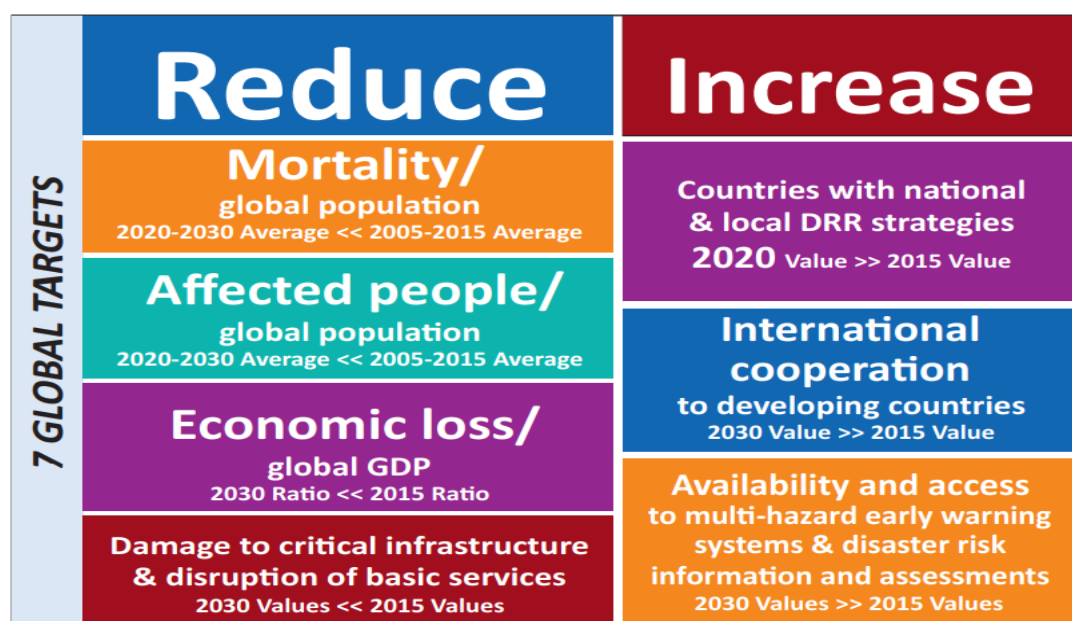 7 GLOBAL TARGETS
Reduce
Mortality/
global population
2020-2030 Average << 2005-2015 Average
Affected people/
global population
2020-2030 Average << 2005-2015 Average
Economic loss/
global GDP
2030 Ratio << 2015 Ratio
Damage to critical infrastructure
& disruption of basic services
2030 Values << 2015 Values
Increase
Countries with national
& local DRR strategies
2020 Value >> 2015 Value
International
cooperation
to developing countries
2030 Value >> 2015 Value
Availability and access
to multi-hazard early warning
systems & disaster risk
information and assessments
2030 Values >> 2015 Values